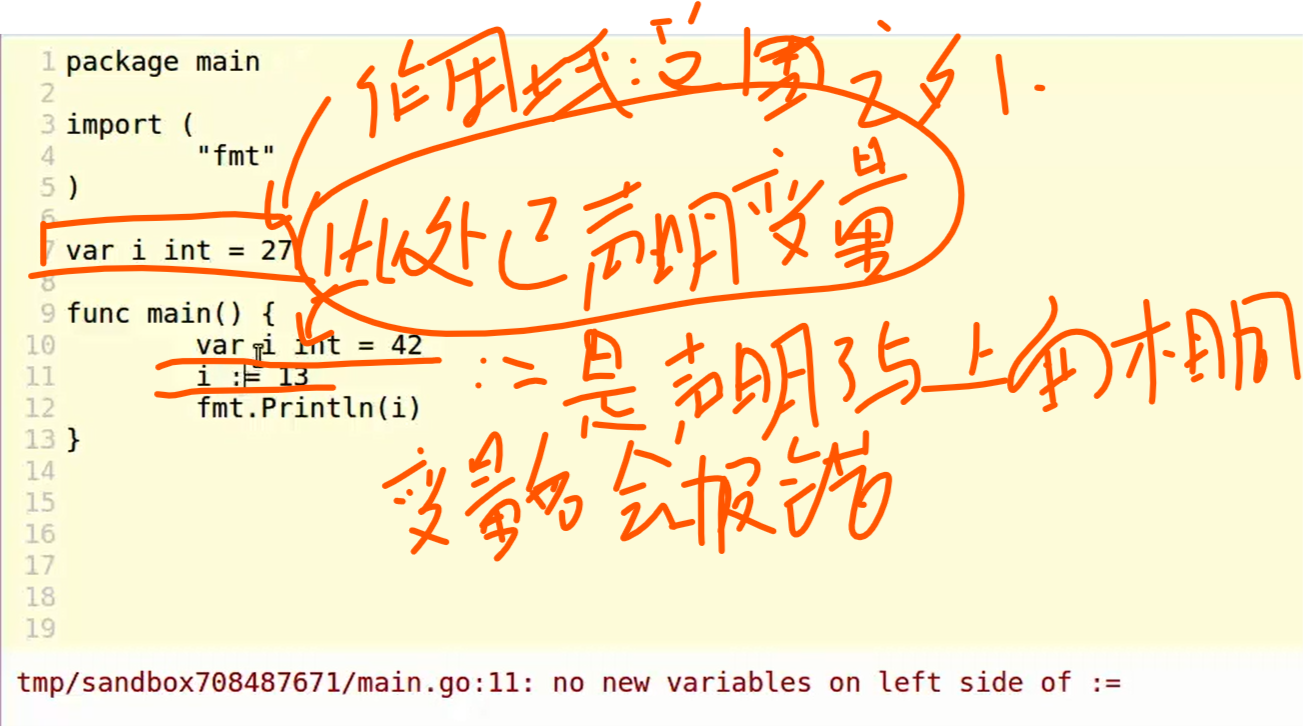 作用域:变量之外.
1 package main
2
3 import (
4 "fmt"
5 )
6
7 var i int = 27
此处已声明变量
8
9 func main() {
10 var i int = 42
:=是声明了与上面相同
11 i := 13
12 fmt.Println(i)
13 }
变量名会报错
14
15
16
17
18
19
tmp/sandbox708487671/main.go:11: no new variables on left side of :=